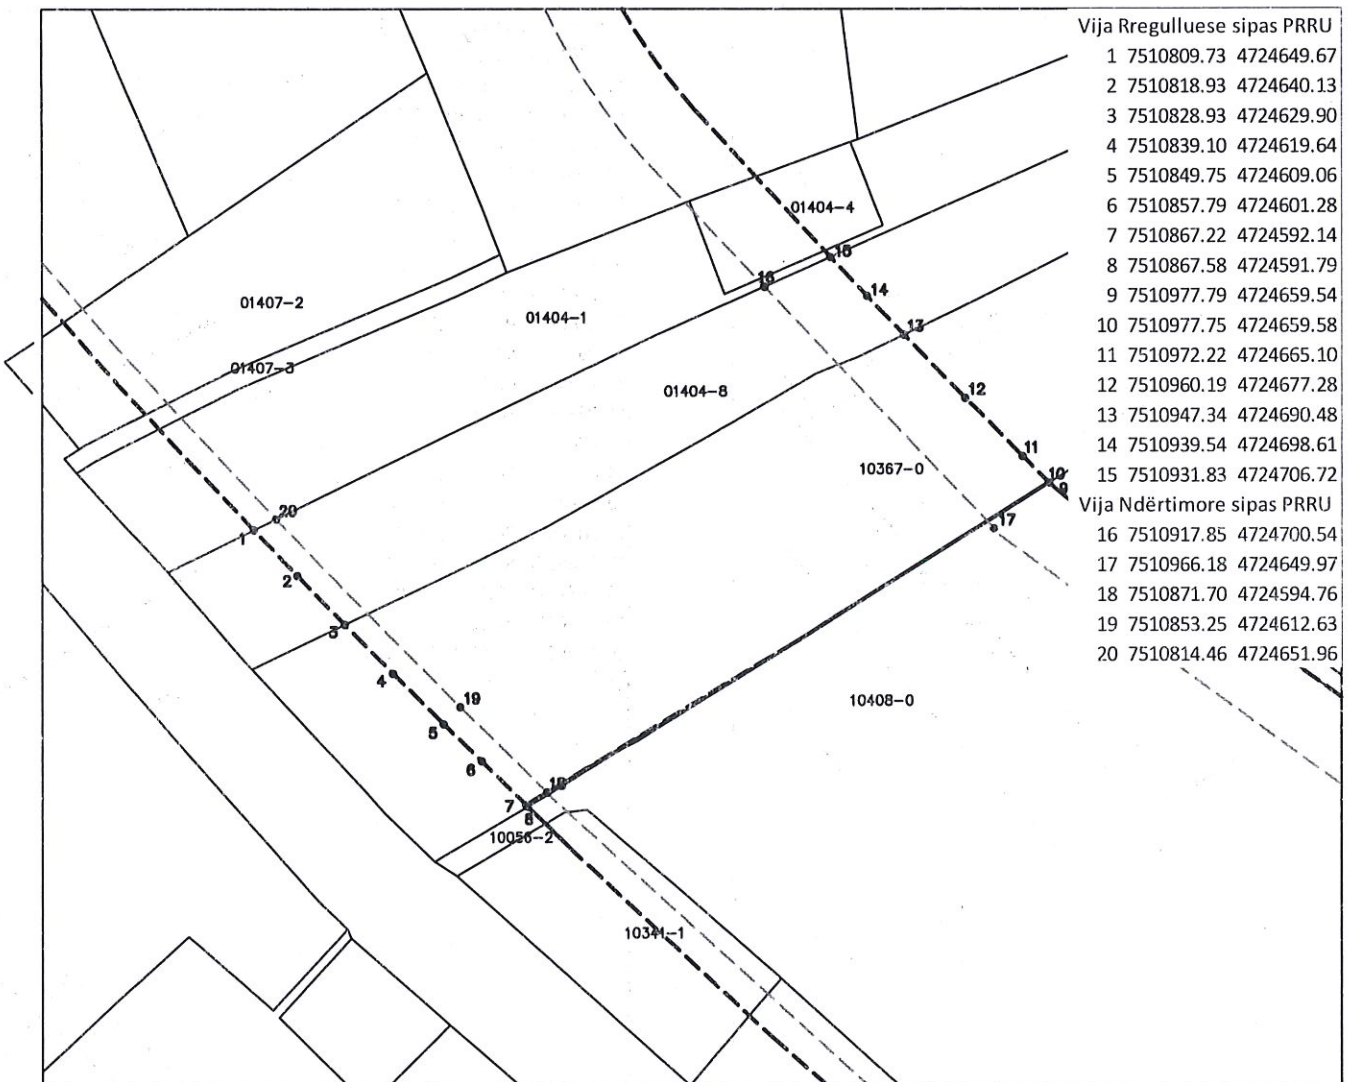 Vija Rregulluese sipas PRRU
1 7510809.73 4724649.67
2 7510818.93 4724640.13
3 7510828.93 4724629.90
4 7510839.10 4724619.64
5 7510849.75 4724609.06
6 7510857.79 4724601.28
7 7510867.22 4724592.14
8 7510867.58 4724591.79
9 7510977.79 4724659.54
10 7510977.75 4724659.58
11 7510972.22 4724665.10
12 7510960.19 4724677.28
13 7510947.34 4724690.48
14 7510939.54 4724698.61
15 7510931.83 4724706.72
Vija Ndërtimore sipas PRRU
16 7510917.85 4724700.54
17 7510966.18 4724649.97
18 7510871.70 4724594.76
19 7510853.25 4724612.63
20 7510814.46 4724651.96
01404-4
15
16
14
01407-2
01404-1
13
01407-3
01404-8
12
11
10367-0
10
9
20
17
1
2
3
4
19
10408-0
5
6
18
7
8
10056-2
10341-1